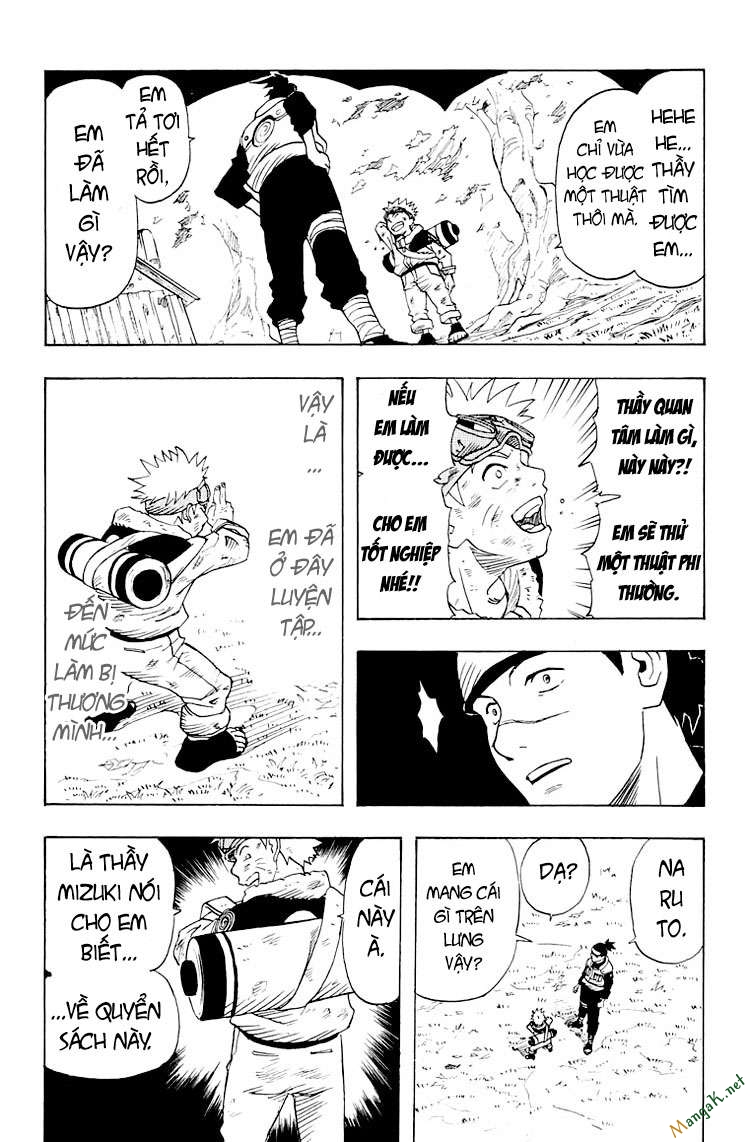 HEHE
HE...
THẦY
TÌM
ĐƯỢC
EM...
EM
CHỈ VỪA
HỌC ĐƯỢC
MỘT THUẬT
THÔI MÀ.
EM
TẢ TƠI
HẾT
RỒI,
EM
ĐÃ
LÀM
GÌ
VẬY?
THẦY QUAN
TÂM LÀM GÌ,
NÀY NÀY?!
EM SẼ THỬ
MỘT THUẬT PHI
THƯỜNG.
NẾU
EM LÀM
ĐƯỢC...
CHO EM
TỐT NGHIỆP
NHÉ!!
VẬY
LÀ
...
EM ĐÃ
Ở ĐÂY
LUYỆN
TẬP...
ĐẾN
MỨC
LÀM BỊ
THƯƠNG
MÌNH...
NA
RU
TO.
DẠ?
EM
MANG CÁI
GÌ TRÊN
LƯNG
VẬY?
CÁI
NÀY
À.
LÀ THẦY
MIZUKI NÓI
CHO EM
BIẾT...
...VỀ QUYỂN
SÁCH NÀY.
MangaK.net